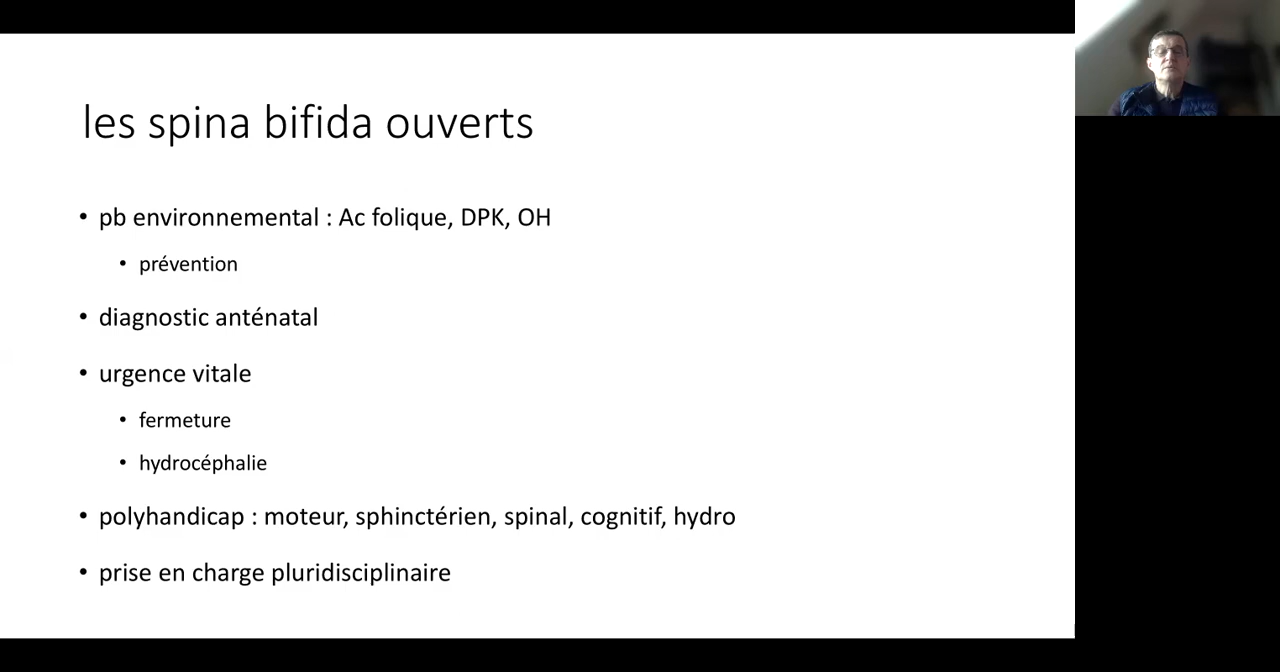 les spina bifida ouverts
• pb environnemental : Ac folique, DPK, OH
• prévention
• diagnostic anténatal
• urgence vitale
• fermeture
• hydrocéphalie
• polyhandicap : moteur, sphinctérien, spinal, cognitif, hydro
• prise en charge pluridisciplinaire